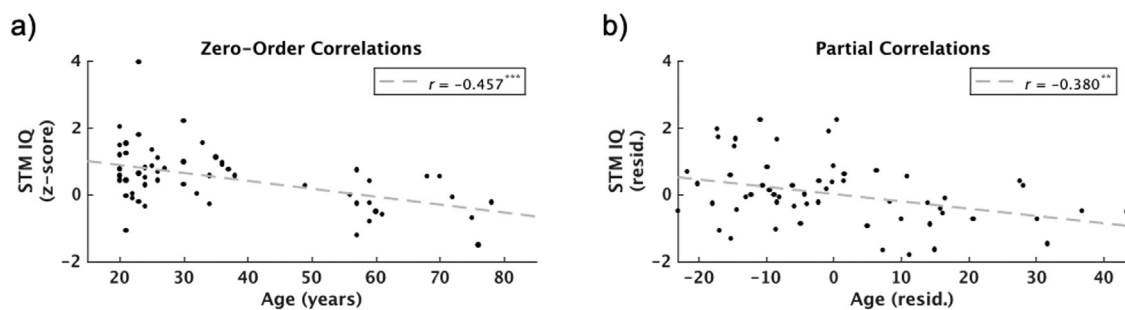 a)
Zero-Order Correlations
r = −0.457***
4
2
0
−2
STM IQ
(z-score)
20 30 40 50 60 70 80
Age (years)
b)
Partial Correlations
r = −0.380**
4
2
0
−2
STM IQ
(resid.)
−20 −10 0 10 20 30 40
Age (resid.)